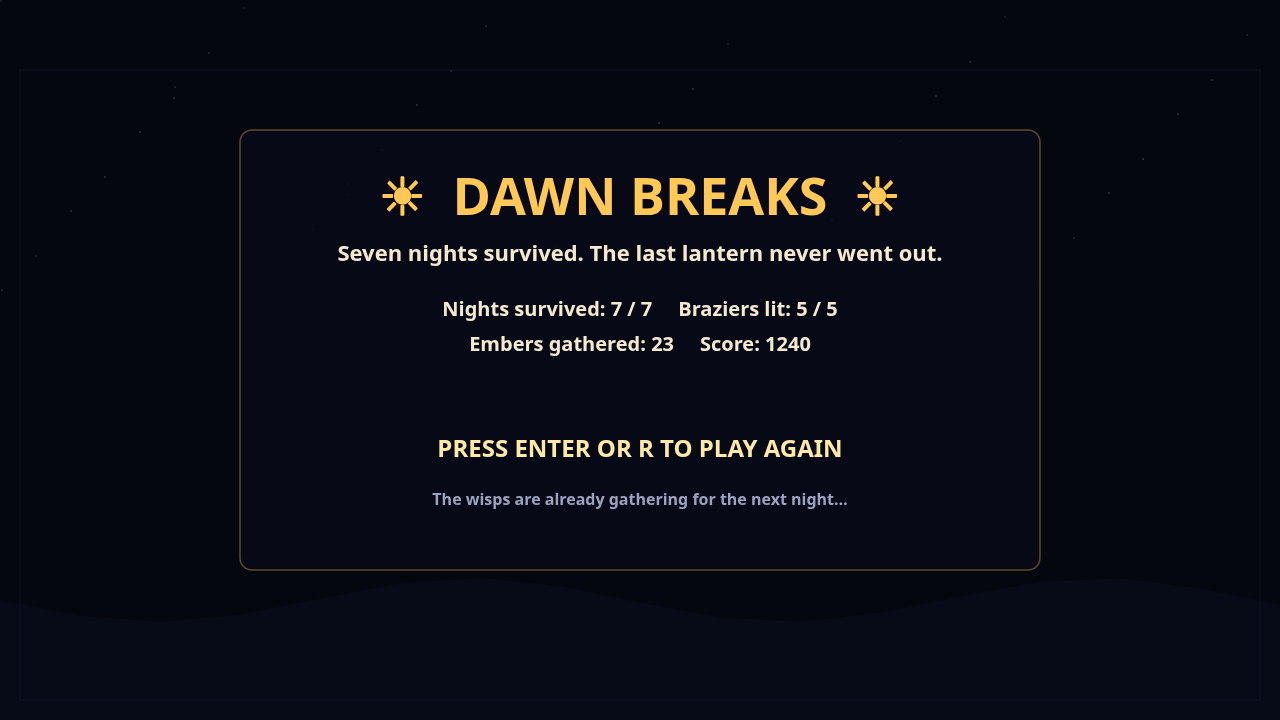 ☀ DAWN BREAKS ☀
Seven nights survived. The last lantern never went out.
Nights survived: 7 / 7 Braziers lit: 5 / 5
Embers gathered: 23 Score: 1240
PRESS ENTER OR R TO PLAY AGAIN
The wisps are already gathering for the next night...